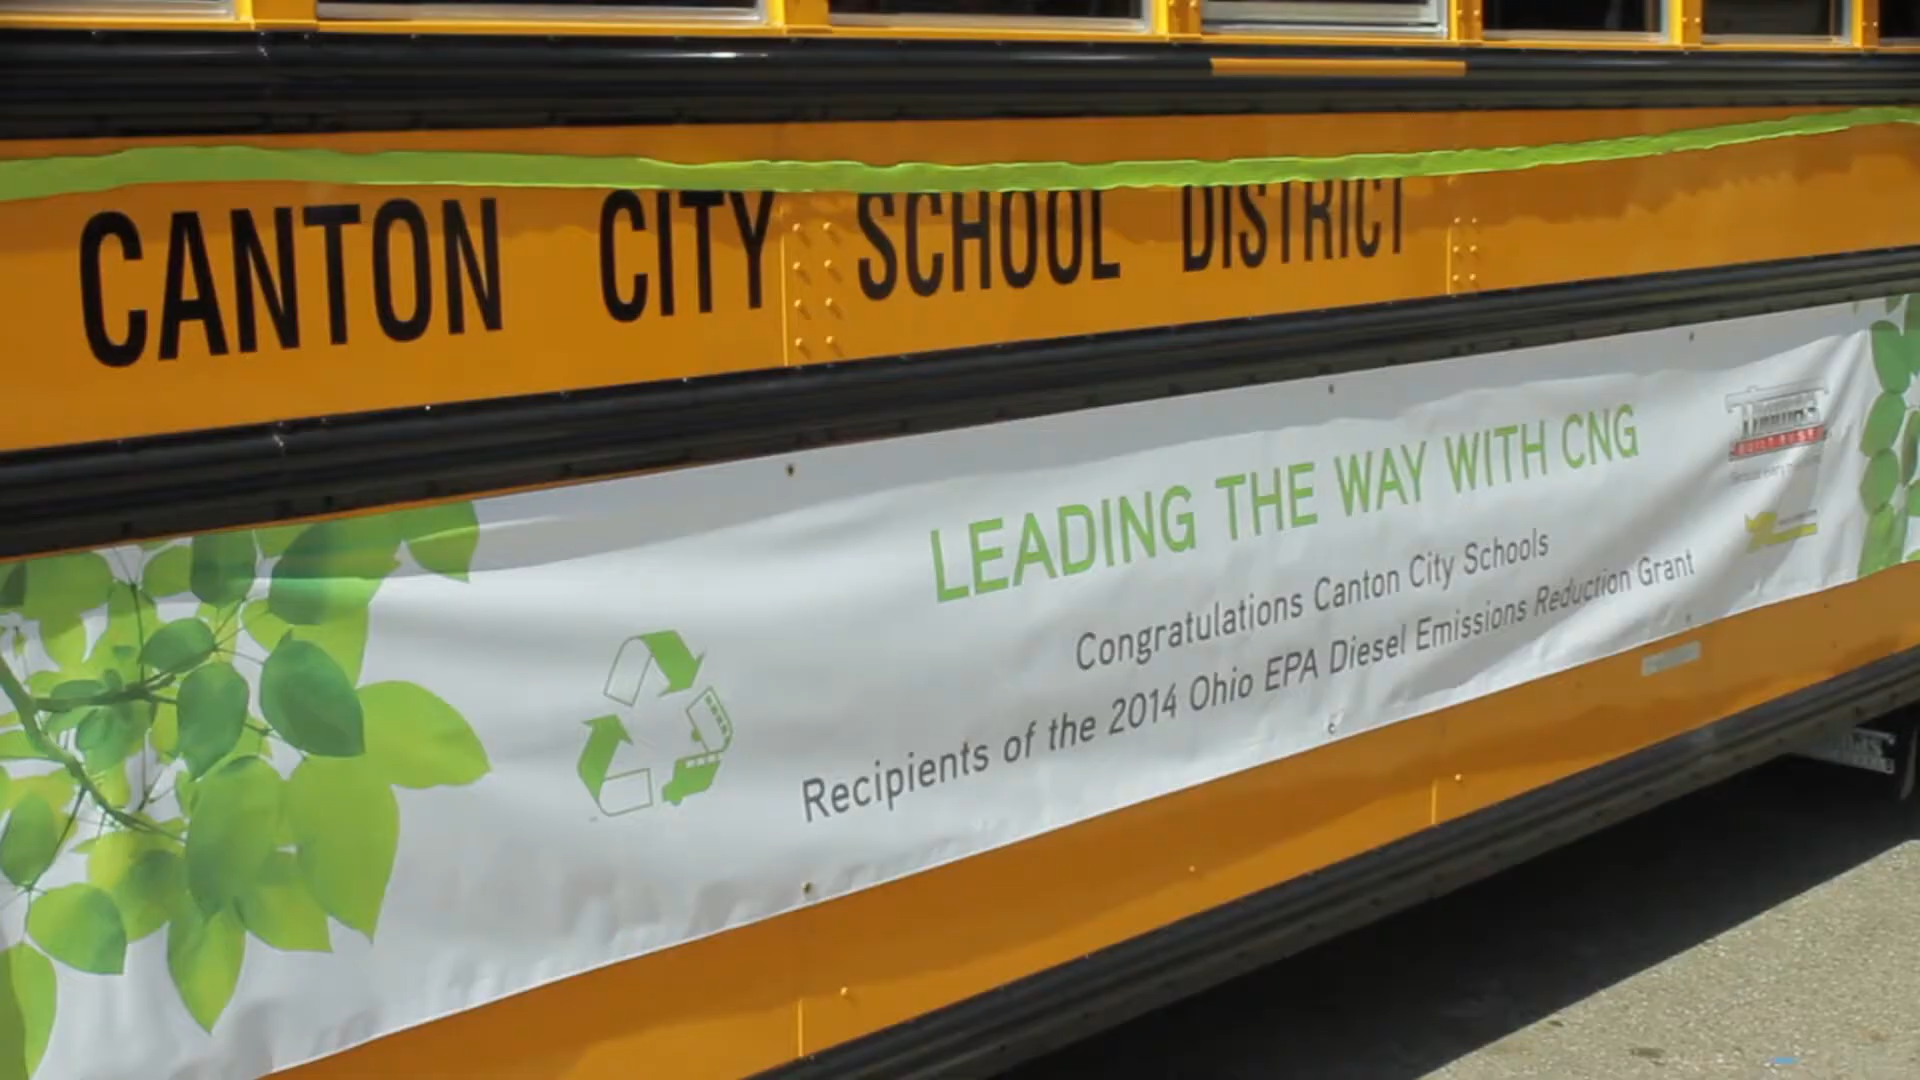 CANTON CITY SCHOOL DISTRICT
LEADING THE WAY WITH CNG
Congratulations Canton City Schools
Recipients of the 2014 Ohio EPA Diesel Emissions Reduction Grant